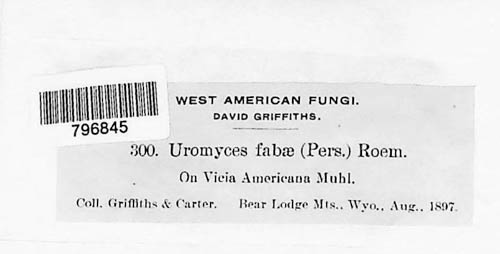 WEST AMERICAN FUNGI.
DAVID GRIFFITHS.
796845
300. Uromyces fabæ (Pers.) Roem.
On Vicia Americana Muhl.
Coll. Griffiths & Carter. Bear Lodge Mts., Wyo., Aug., 1897.